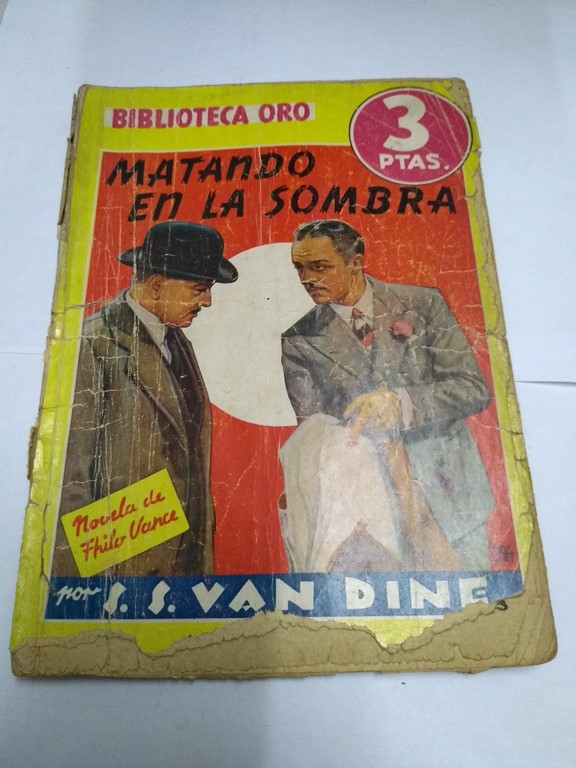 BIBLIOTECA ORO
3
PTAS.
MATANDO
EN LA SOMBRA
Novela de
Philo Vance
por S. S. VAN DINE